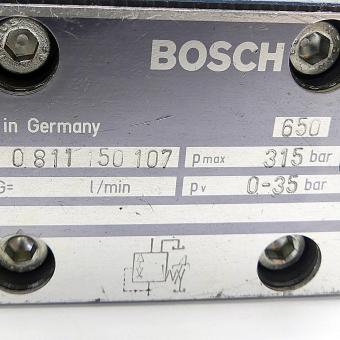 BOSCH
in Germany 650
0 811 150 107 pmax 315 bar
G= l/min pv 0-35 bar